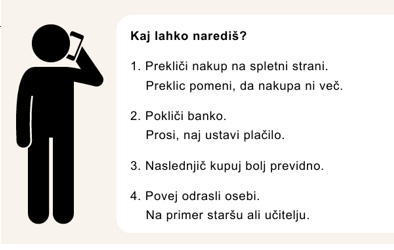 Kaj lahko narediš?
1. Prekliči nakup na spletni strani.
Preklic pomeni, da nakupa ni več.
2. Pokliči banko.
Prosi, naj ustavi plačilo.
3. Naslednjič kupuj bolj previdno.
4. Povej odrasli osebi.
Na primer staršu ali učitelju.